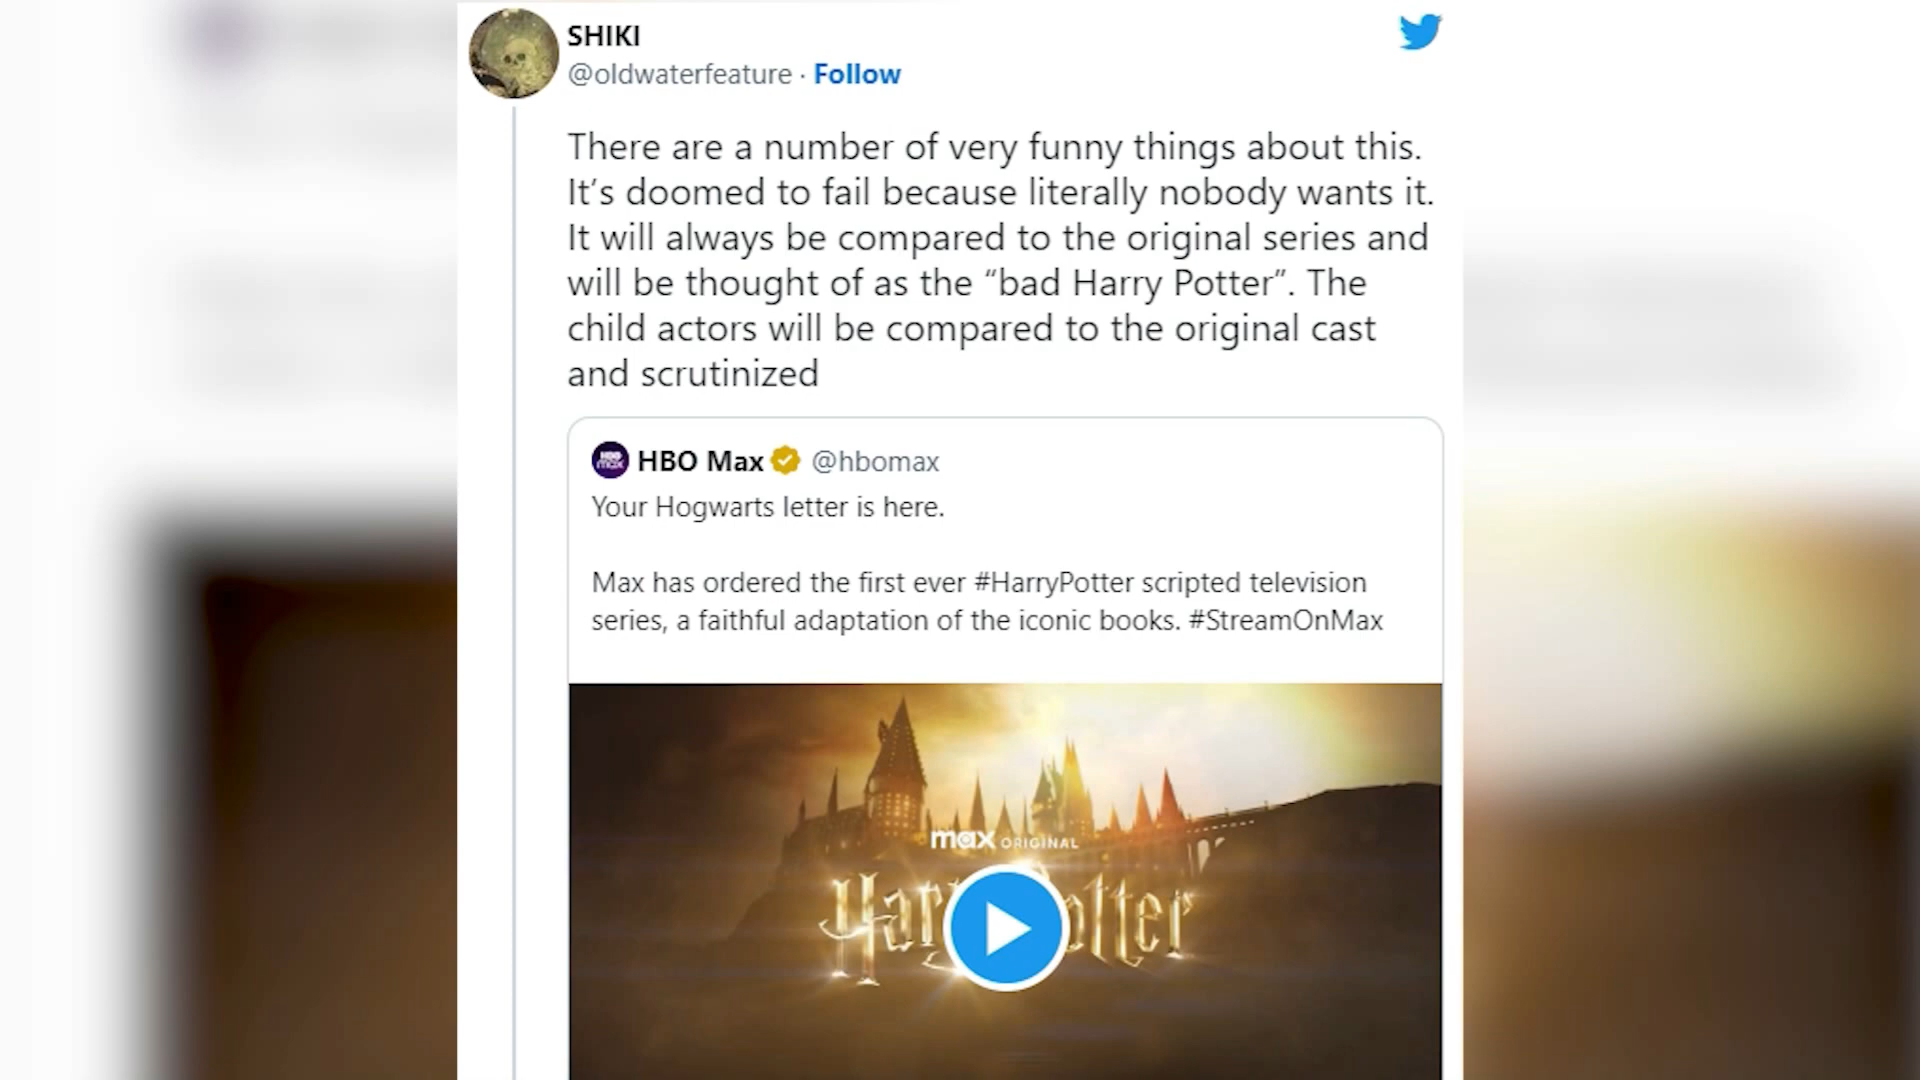 SHIKI
@oldwaterfeature · Follow
There are a number of very funny things about this.
It’s doomed to fail because literally nobody wants it.
It will always be compared to the original series and
will be thought of as the “bad Harry Potter”. The
child actors will be compared to the original cast
and scrutinized
HBO max
HBO Max @hbomax
Your Hogwarts letter is here.
Max has ordered the first ever #HarryPotter scripted television
series, a faithful adaptation of the iconic books. #StreamOnMax
max ORIGINAL
Harry Potter